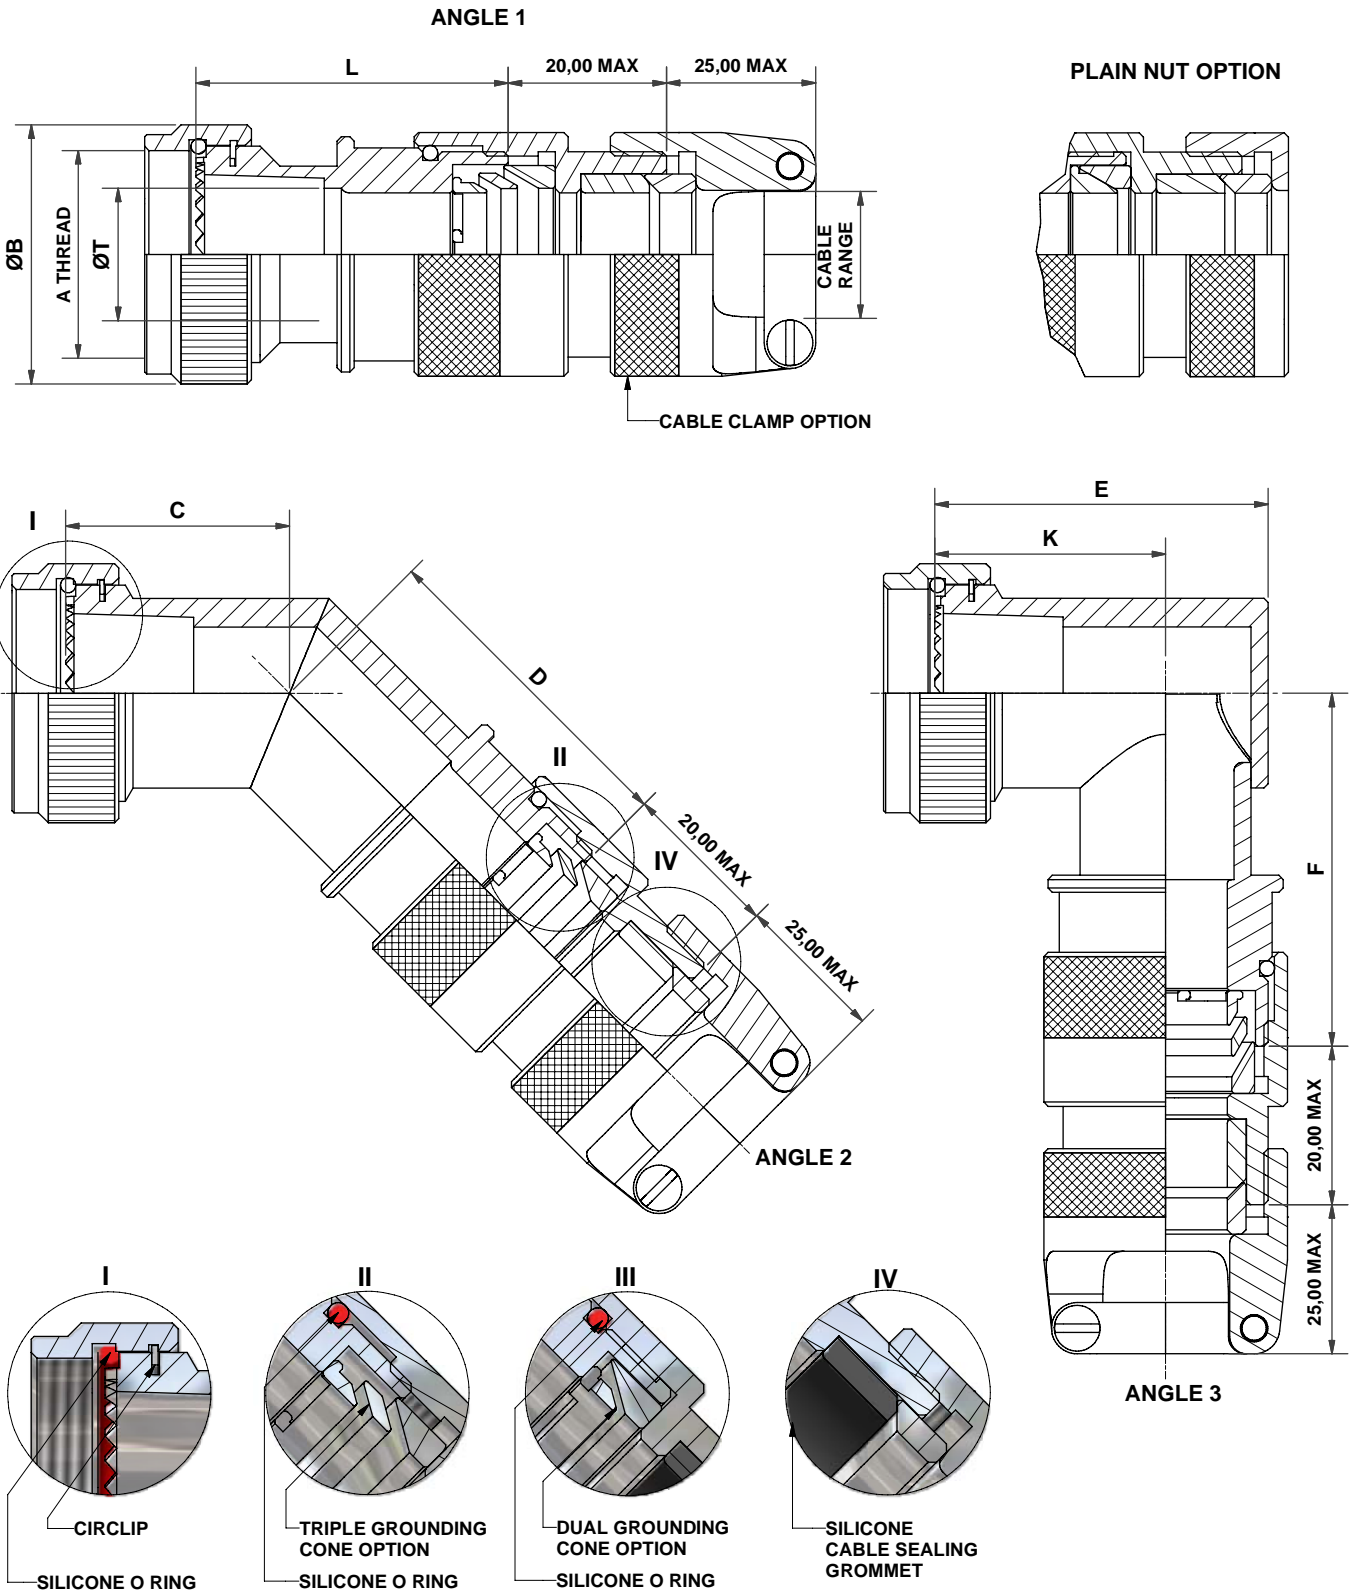 ANGLE 1
L
20,00 MAX
25,00 MAX
PLAIN NUT OPTION
ØB
A THREAD
ØT
CABLE
RANGE
CABLE CLAMP OPTION
I
C
D
II
20,00 MAX
IV
25,00 MAX
ANGLE 2
E
K
F
20,00 MAX
25,00 MAX
ANGLE 3
I
CIRCLIP
SILICONE O RING
II
TRIPLE GROUNDING
CONE OPTION
SILICONE O RING
III
DUAL GROUNDING
CONE OPTION
SILICONE O RING
IV
SILICONE
CABLE SEALING
GROMMET